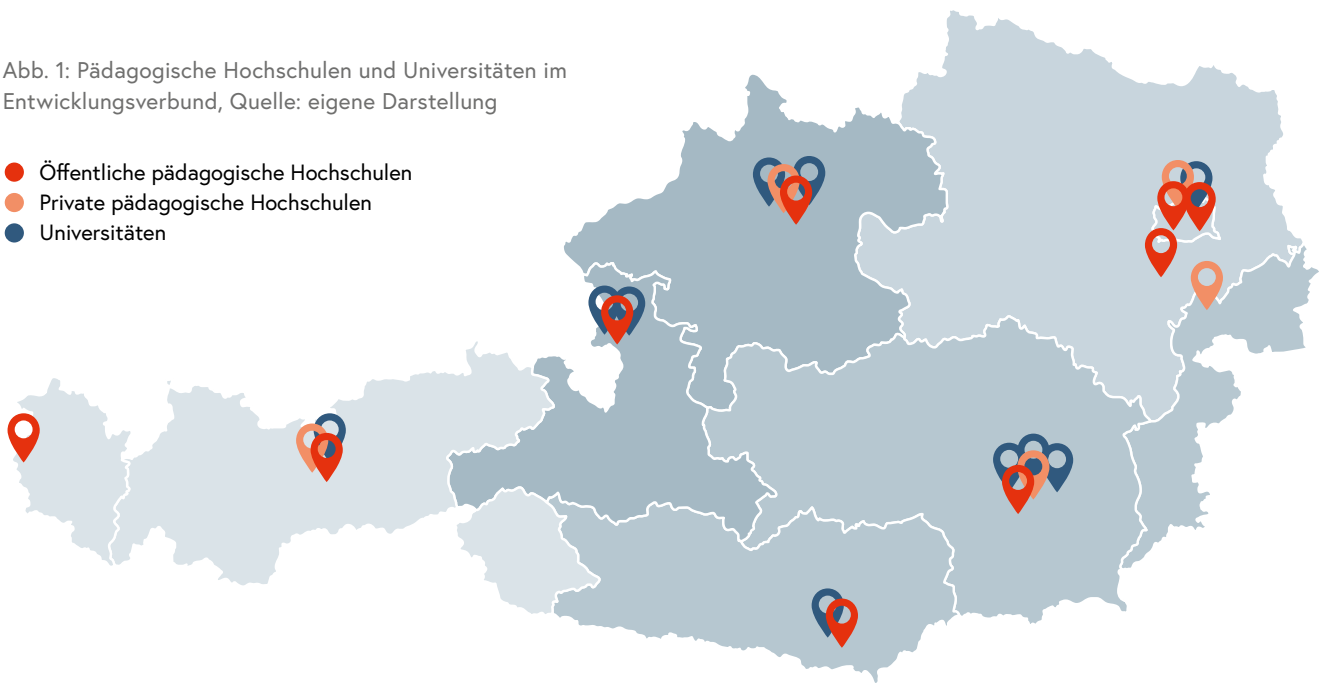 Abb. 1: Pädagogische Hochschulen und Universitäten im
Entwicklungsverbund, Quelle: eigene Darstellung
Öffentliche pädagogische Hochschulen
Private pädagogische Hochschulen
Universitäten